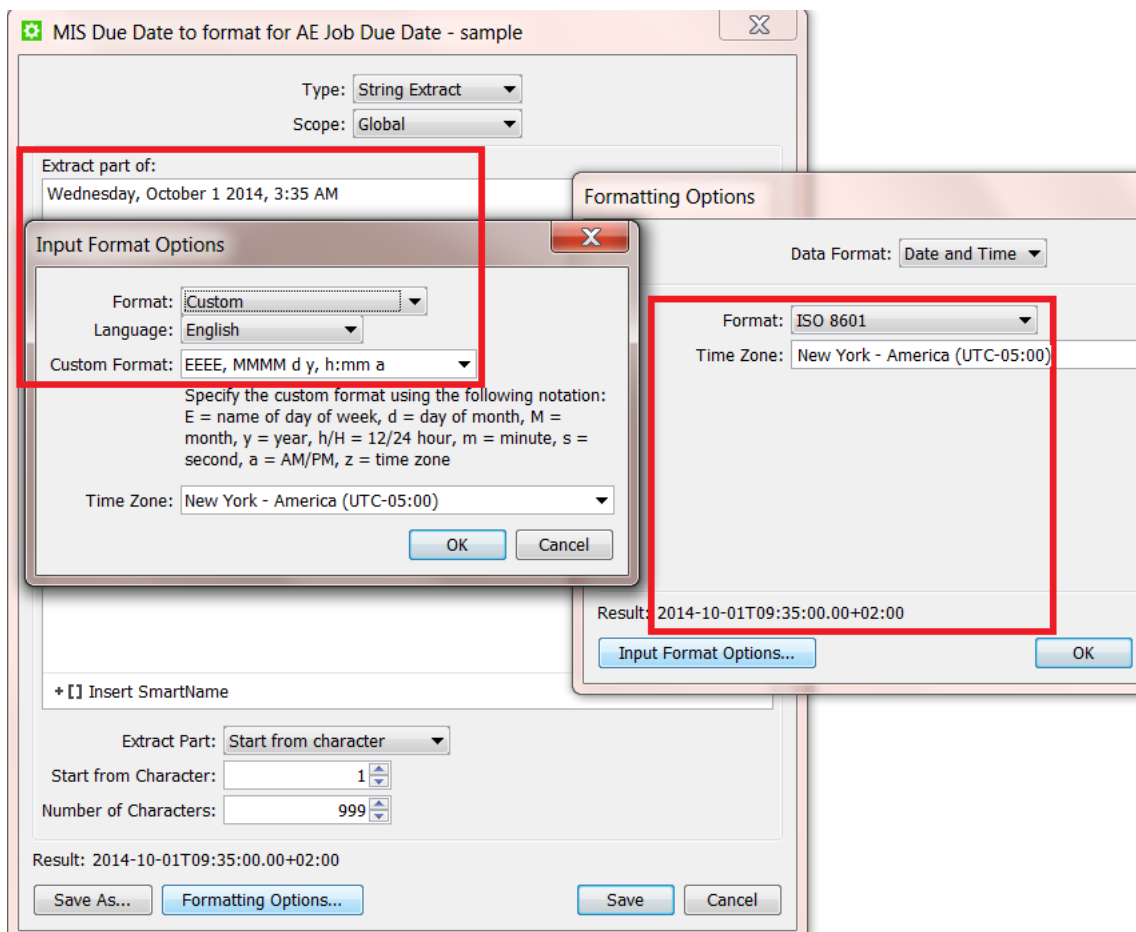 MIS Due Date to format for AE Job Due Date - sample
Type: String Extract
Scope: Global
Extract part of:
Wednesday, October 1 2014, 3:35 AM
Input Format Options
Format: Custom
Language: English
Custom Format: EEEE, MMMM d y, h:mm a
Specify the custom format using the following notation:
E = name of day of week, d = day of month, M =
month, y = year, h/H = 12/24 hour, m = minute, s =
second, a = AM/PM, z = time zone
Time Zone: New York - America (UTC-05:00)
OK Cancel
Formatting Options
Data Format: Date and Time
Format: ISO 8601
Time Zone: New York - America (UTC-05:00)
Result: 2014-10-01T09:35:00.00+02:00
Input Format Options... OK
+[] Insert SmartName
Extract Part: Start from character
Start from Character: 1
Number of Characters: 999
Result: 2014-10-01T09:35:00.00+02:00
Save As... Formatting Options... Save Cancel